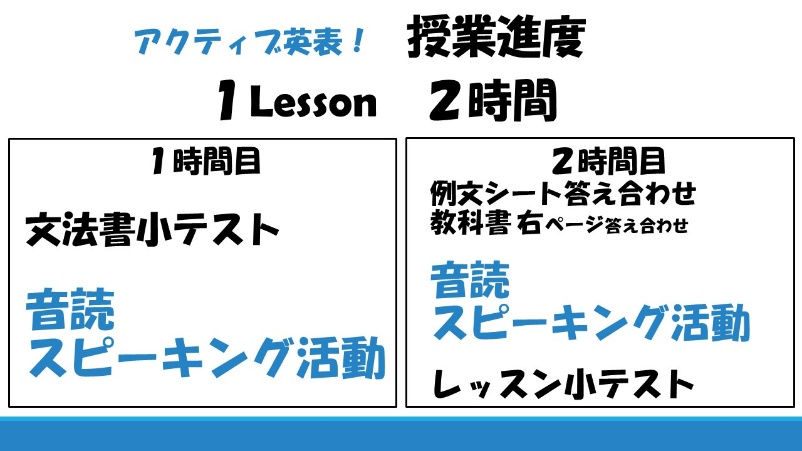 アクティブ英表！ 授業進度
１Lesson ２時間
１時間目
文法書小テスト
音読
スピーキング活動
２時間目
例文シート答え合わせ
教科書 右ページ答え合わせ
音読
スピーキング活動
レッスン小テスト